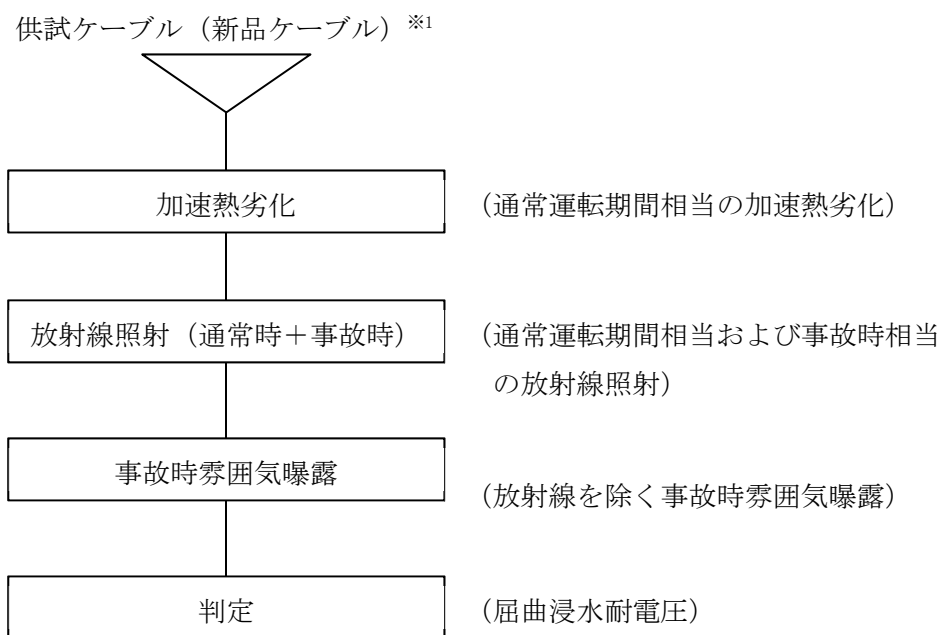 供試ケーブル（新品ケーブル）※1
加速熱劣化
（通常運転期間相当の加速熱劣化）
放射線照射（通常時＋事故時）
（通常運転期間相当および事故時相当
の放射線照射）
事故時雰囲気曝露
（放射線を除く事故時雰囲気曝露）
判定
（屈曲浸水耐電圧）